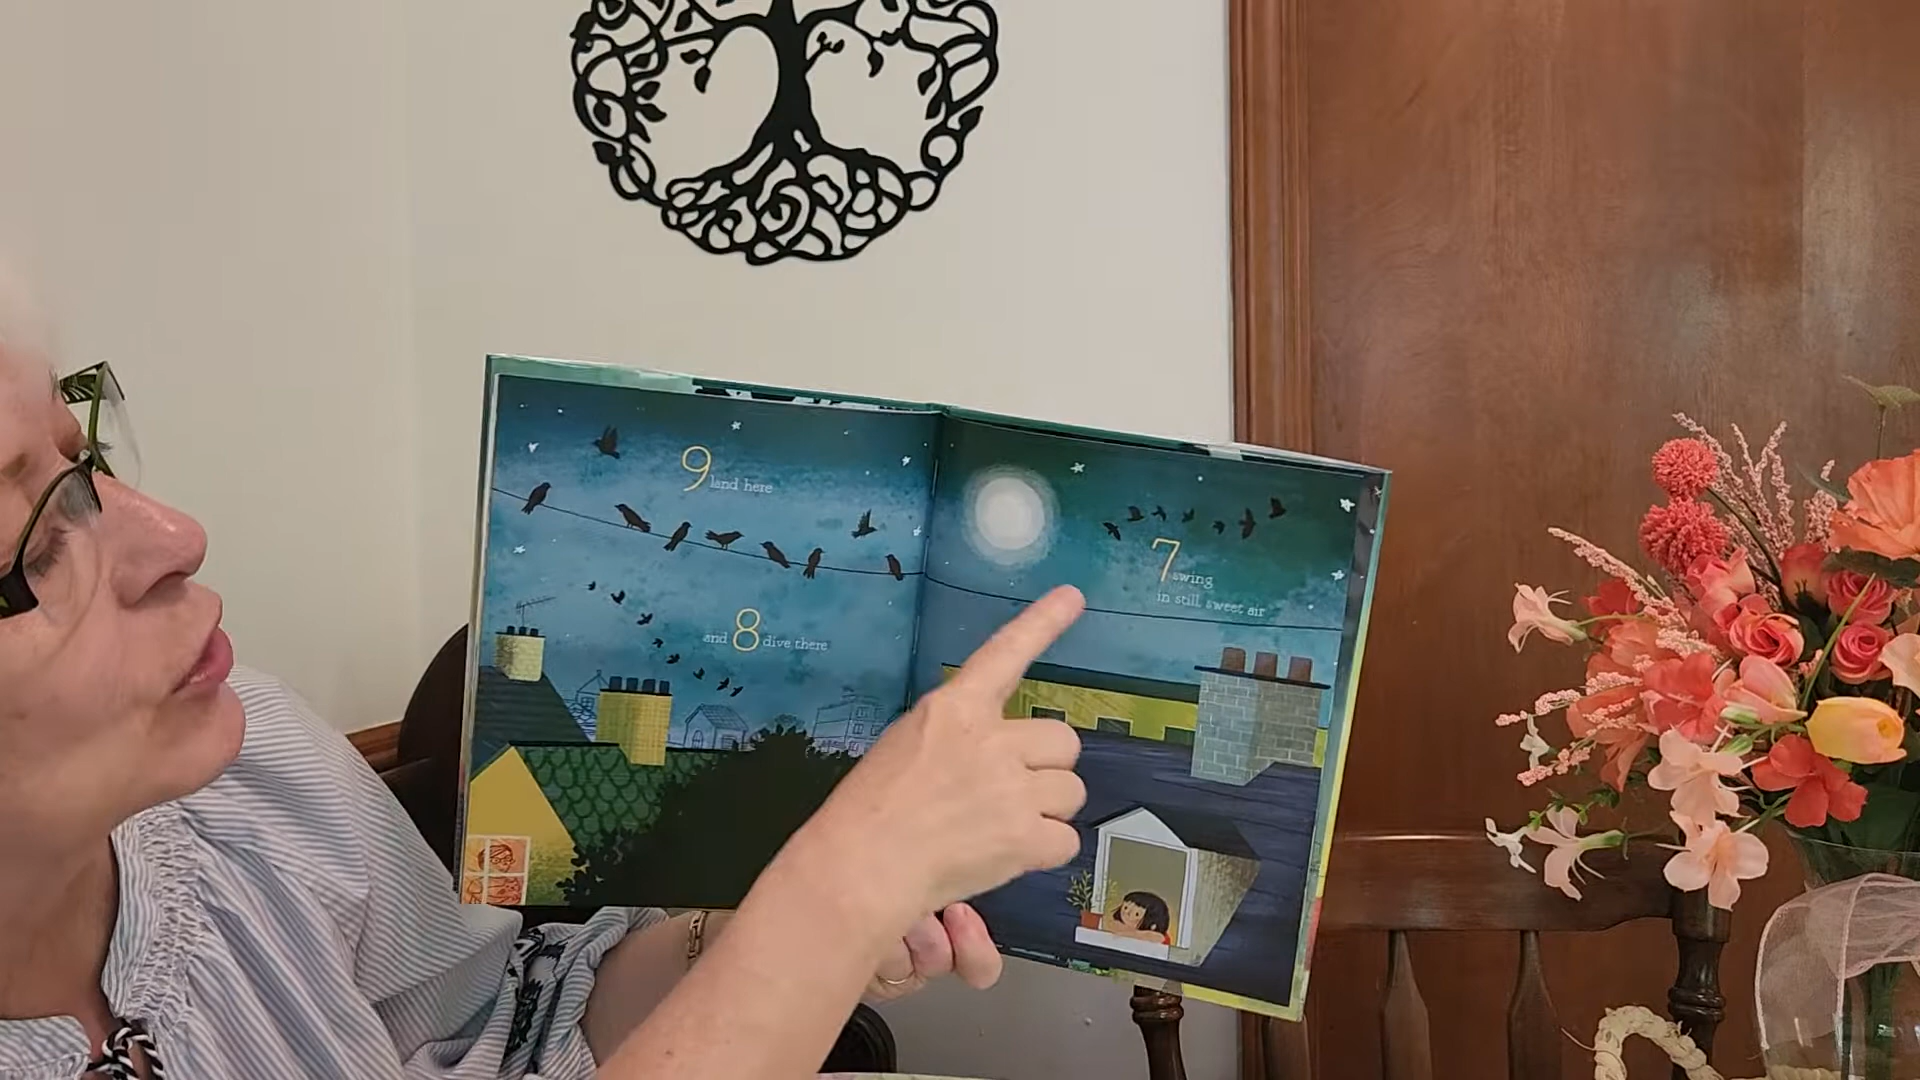 9 land here
and 8 dive there
7 swing
in still, sweet air